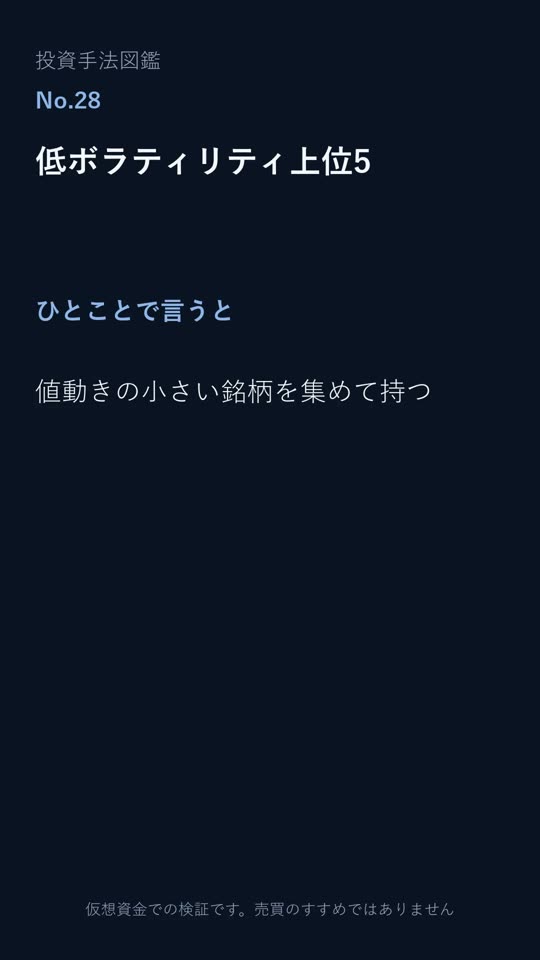 投資手法図鑑
No.28
低ボラティリティ上位5
ひとことで言うと
値動きの小さい銘柄を集めて持つ
仮想資金での検証です。売買のすすめではありません